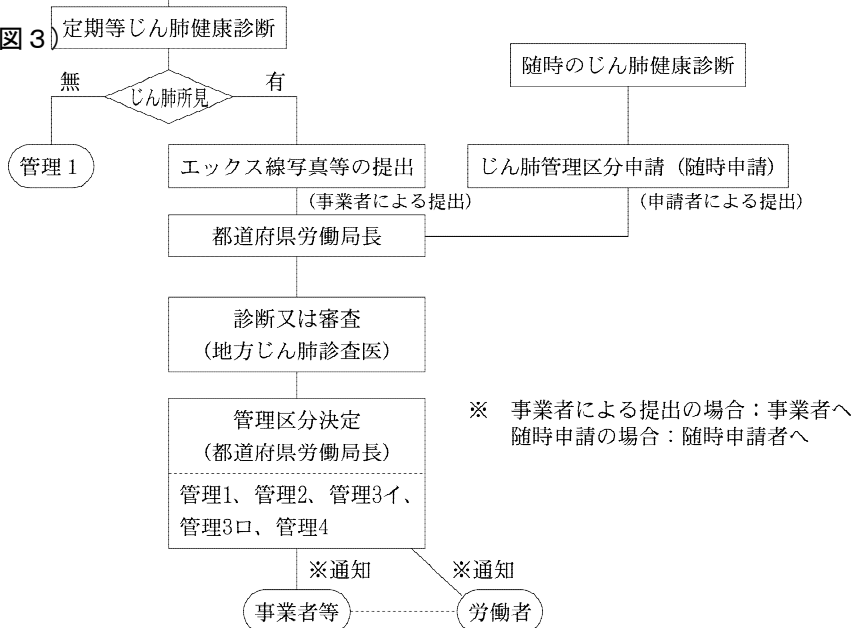 図3)
定期等じん肺健康診断
随時のじん肺健康診断
無
じん肺所見
有
管理1
エックス線写真等の提出
じん肺管理区分申請（随時申請）
（事業者による提出）
（申請者による提出）
都道府県労働局長
診断又は審査
（地方じん肺診査医）
管理区分決定
（都道府県労働局長）
管理1、管理2、管理3イ、
管理3ロ、管理4
※　事業者による提出の場合：事業者へ
随時申請の場合：随時申請者へ
※通知
※通知
事業者等
労働者